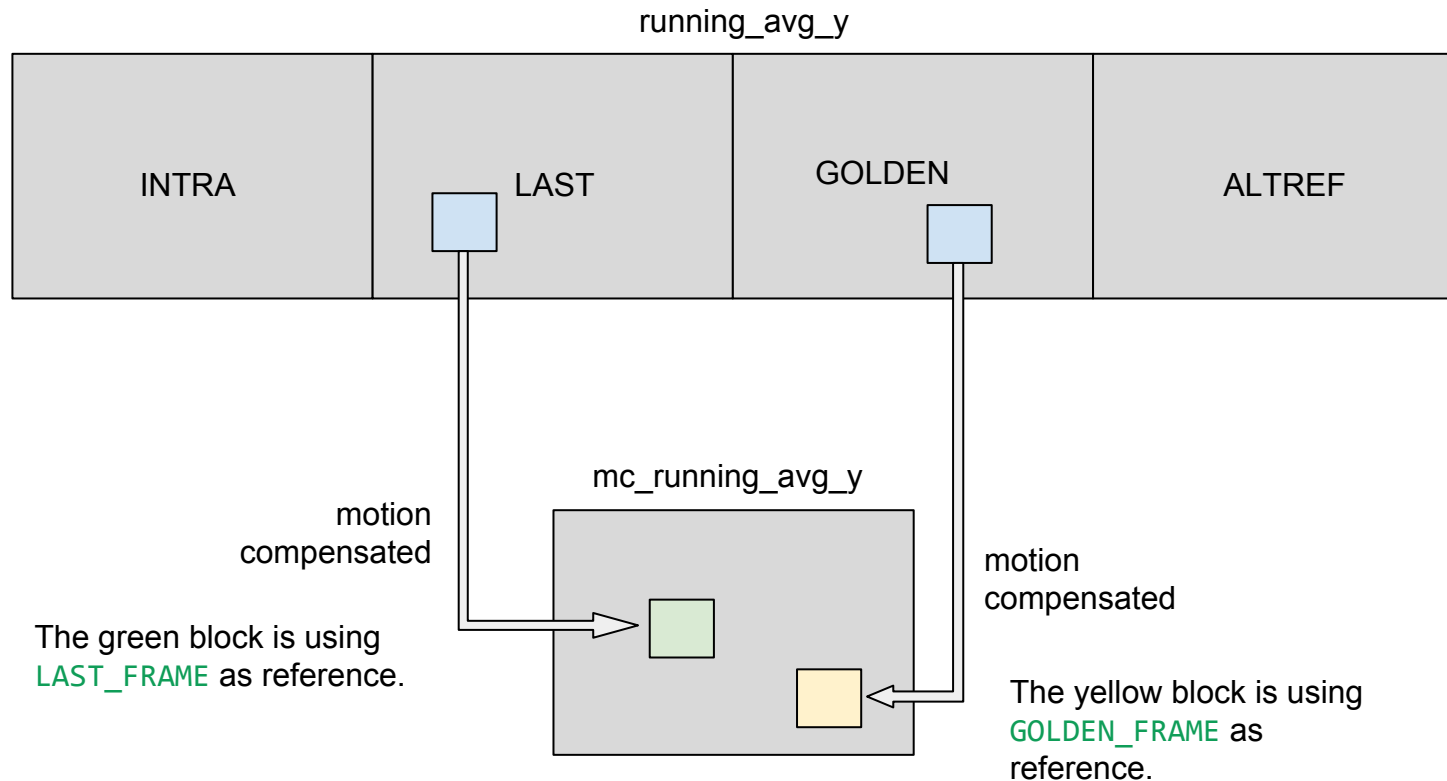 running_avg_y
INTRA
LAST
GOLDEN
ALTREF
mc_running_avg_y
motion
compensated
motion
compensated
The green block is using
LAST_FRAME as reference.
The yellow block is using
GOLDEN_FRAME as
reference.